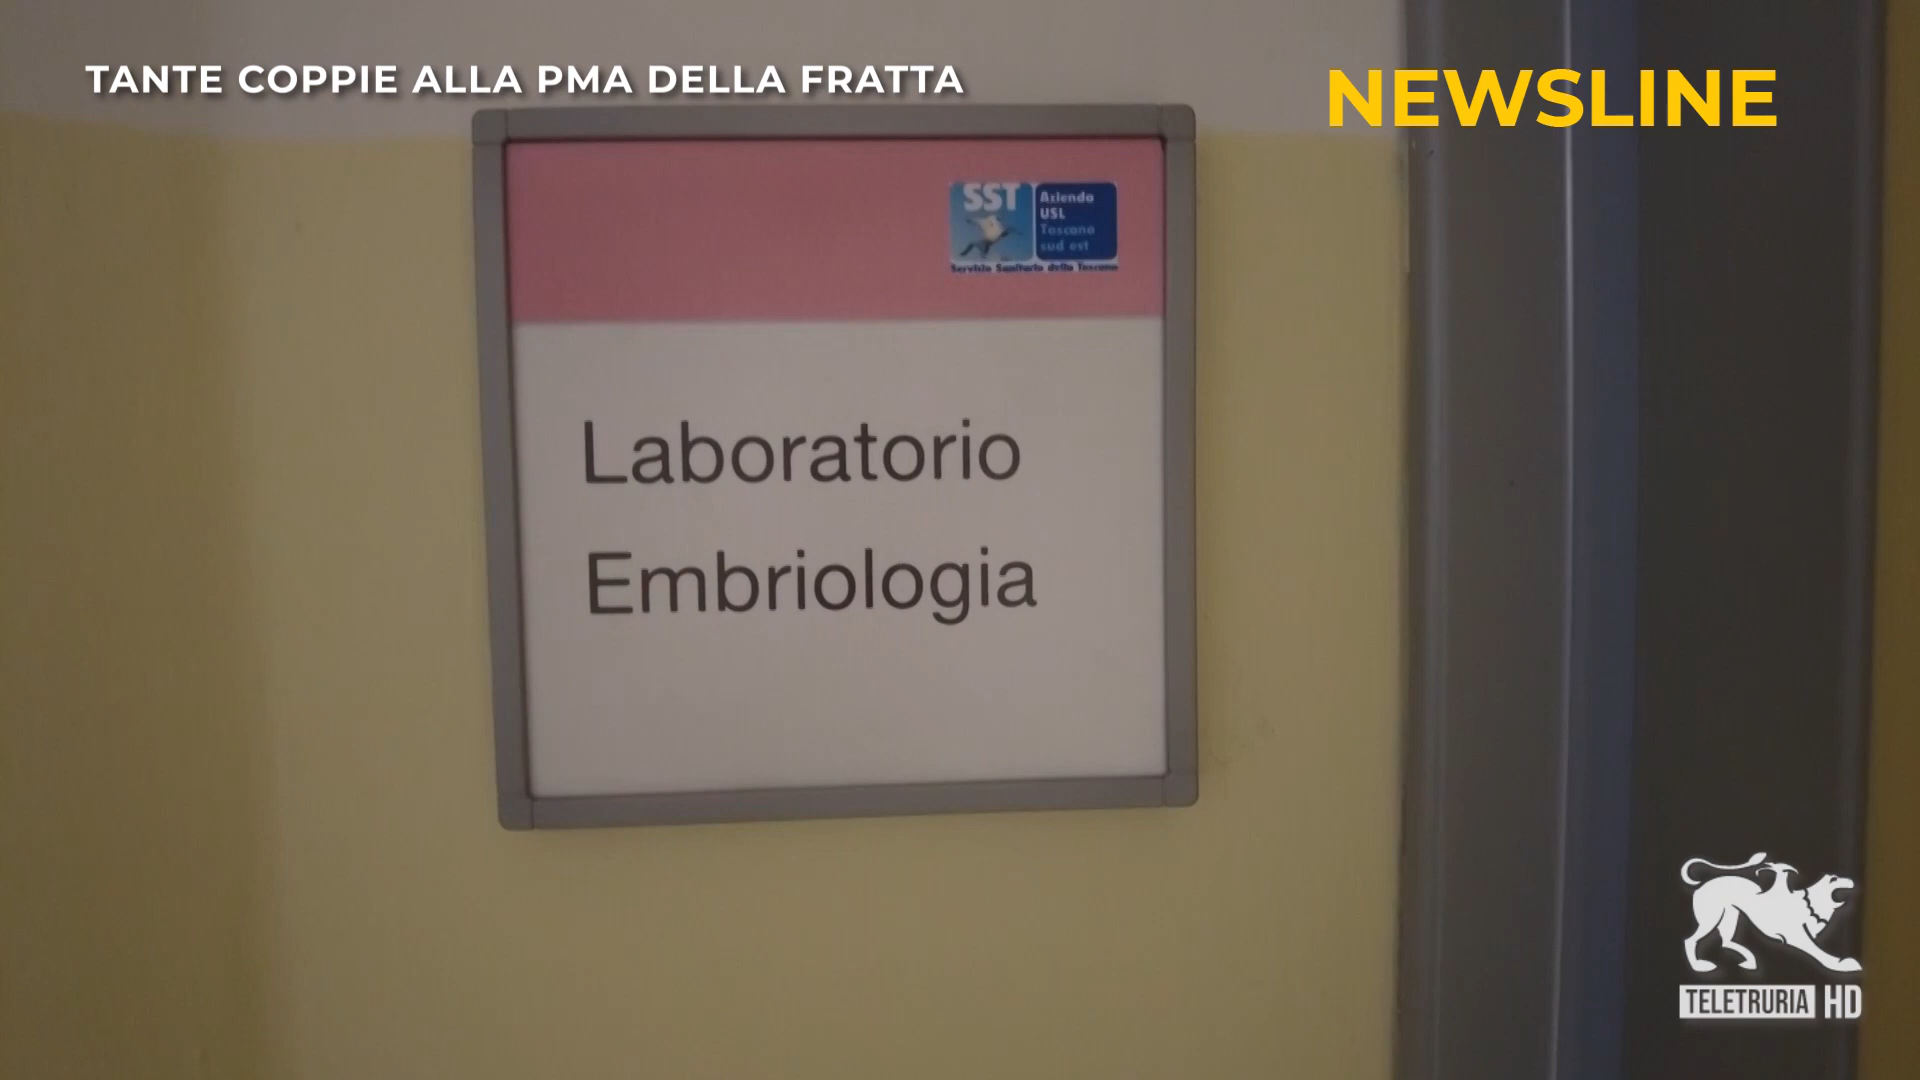 TANTE COPPIE ALLA PMA DELLA FRATTA
NEWSLINE
SST
Azienda
USL
Toscana
sud est
Servizio Sanitario della Toscana
Laboratorio
Embriologia
TELETRURIA HD